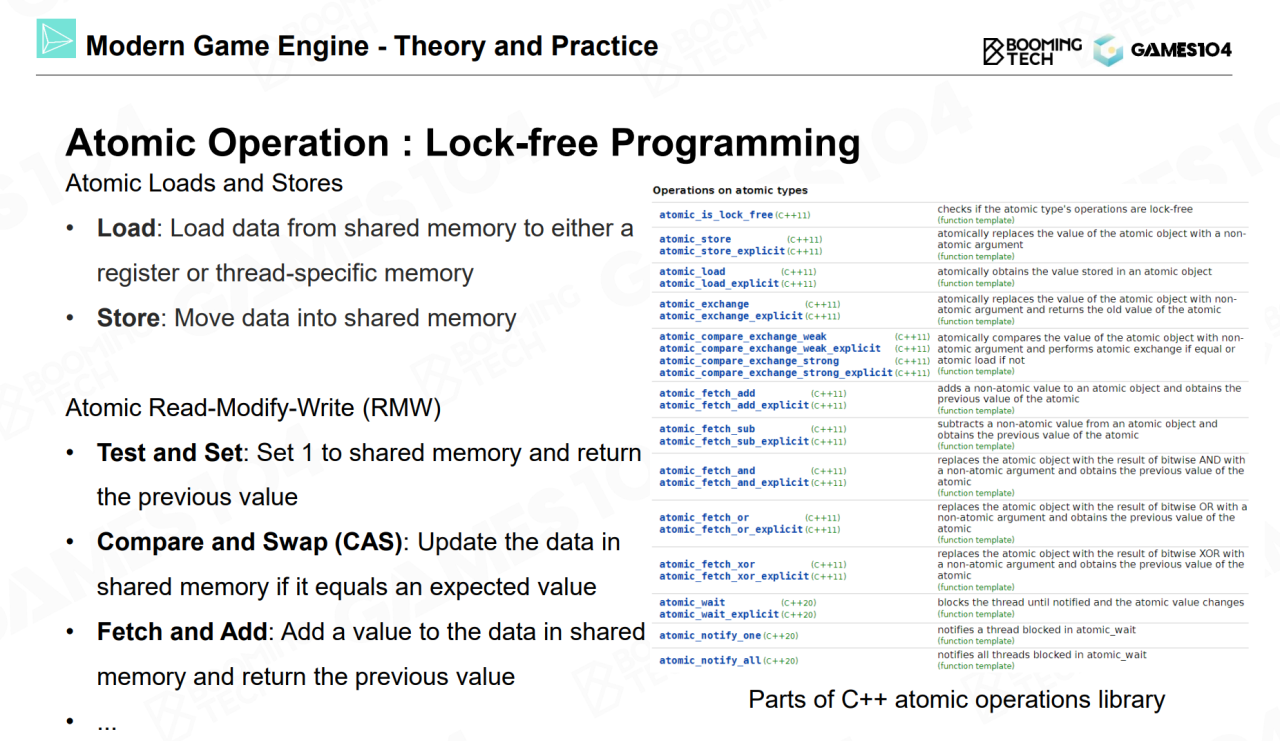 Modern Game Engine - Theory and Practice
BOOMING
TECH
GAMES104
Atomic Operation : Lock-free Programming
Atomic Loads and Stores
• Load: Load data from shared memory to either a
register or thread-specific memory
• Store: Move data into shared memory
Atomic Read-Modify-Write (RMW)
• Test and Set: Set 1 to shared memory and return
the previous value
• Compare and Swap (CAS): Update the data in
shared memory if it equals an expected value
• Fetch and Add: Add a value to the data in shared
memory and return the previous value
• ...
Operations on atomic types
atomic_is_lock_free (C++11)
checks if the atomic type's operations are lock-free
(function template)
atomic_store (C++11)
atomic_store_explicit (C++11)
atomically replaces the value of the atomic object with a non-
atomic argument
(function template)
atomic_load (C++11)
atomic_load_explicit (C++11)
atomically obtains the value stored in an atomic object
(function template)
atomic_exchange (C++11)
atomic_exchange_explicit (C++11)
atomically replaces the value of the atomic object with non-
atomic argument and returns the old value of the atomic
(function template)
atomic_compare_exchange_weak (C++11)
atomic_compare_exchange_weak_explicit (C++11)
atomic_compare_exchange_strong (C++11)
atomic_compare_exchange_strong_explicit (C++11)
atomically compares the value of the atomic object with non-
atomic argument and performs atomic exchange if equal or
atomic load if not
(function template)
atomic_fetch_add (C++11)
atomic_fetch_add_explicit (C++11)
adds a non-atomic value to an atomic object and obtains the
previous value of the atomic
(function template)
atomic_fetch_sub (C++11)
atomic_fetch_sub_explicit (C++11)
subtracts a non-atomic value from an atomic object and
obtains the previous value of the atomic
(function template)
atomic_fetch_and (C++11)
atomic_fetch_and_explicit (C++11)
replaces the atomic object with the result of bitwise AND with
a non-atomic argument and obtains the previous value of the
atomic
(function template)
atomic_fetch_or (C++11)
atomic_fetch_or_explicit (C++11)
replaces the atomic object with the result of bitwise OR with a
non-atomic argument and obtains the previous value of the
atomic
(function template)
atomic_fetch_xor (C++11)
atomic_fetch_xor_explicit (C++11)
replaces the atomic object with the result of bitwise XOR with
a non-atomic argument and obtains the previous value of the
atomic
(function template)
atomic_wait (C++20)
atomic_wait_explicit (C++20)
blocks the thread until notified and the atomic value changes
(function template)
atomic_notify_one (C++20)
notifies a thread blocked in atomic_wait
(function template)
atomic_notify_all (C++20)
notifies all threads blocked in atomic_wait
(function template)
Parts of C++ atomic operations library